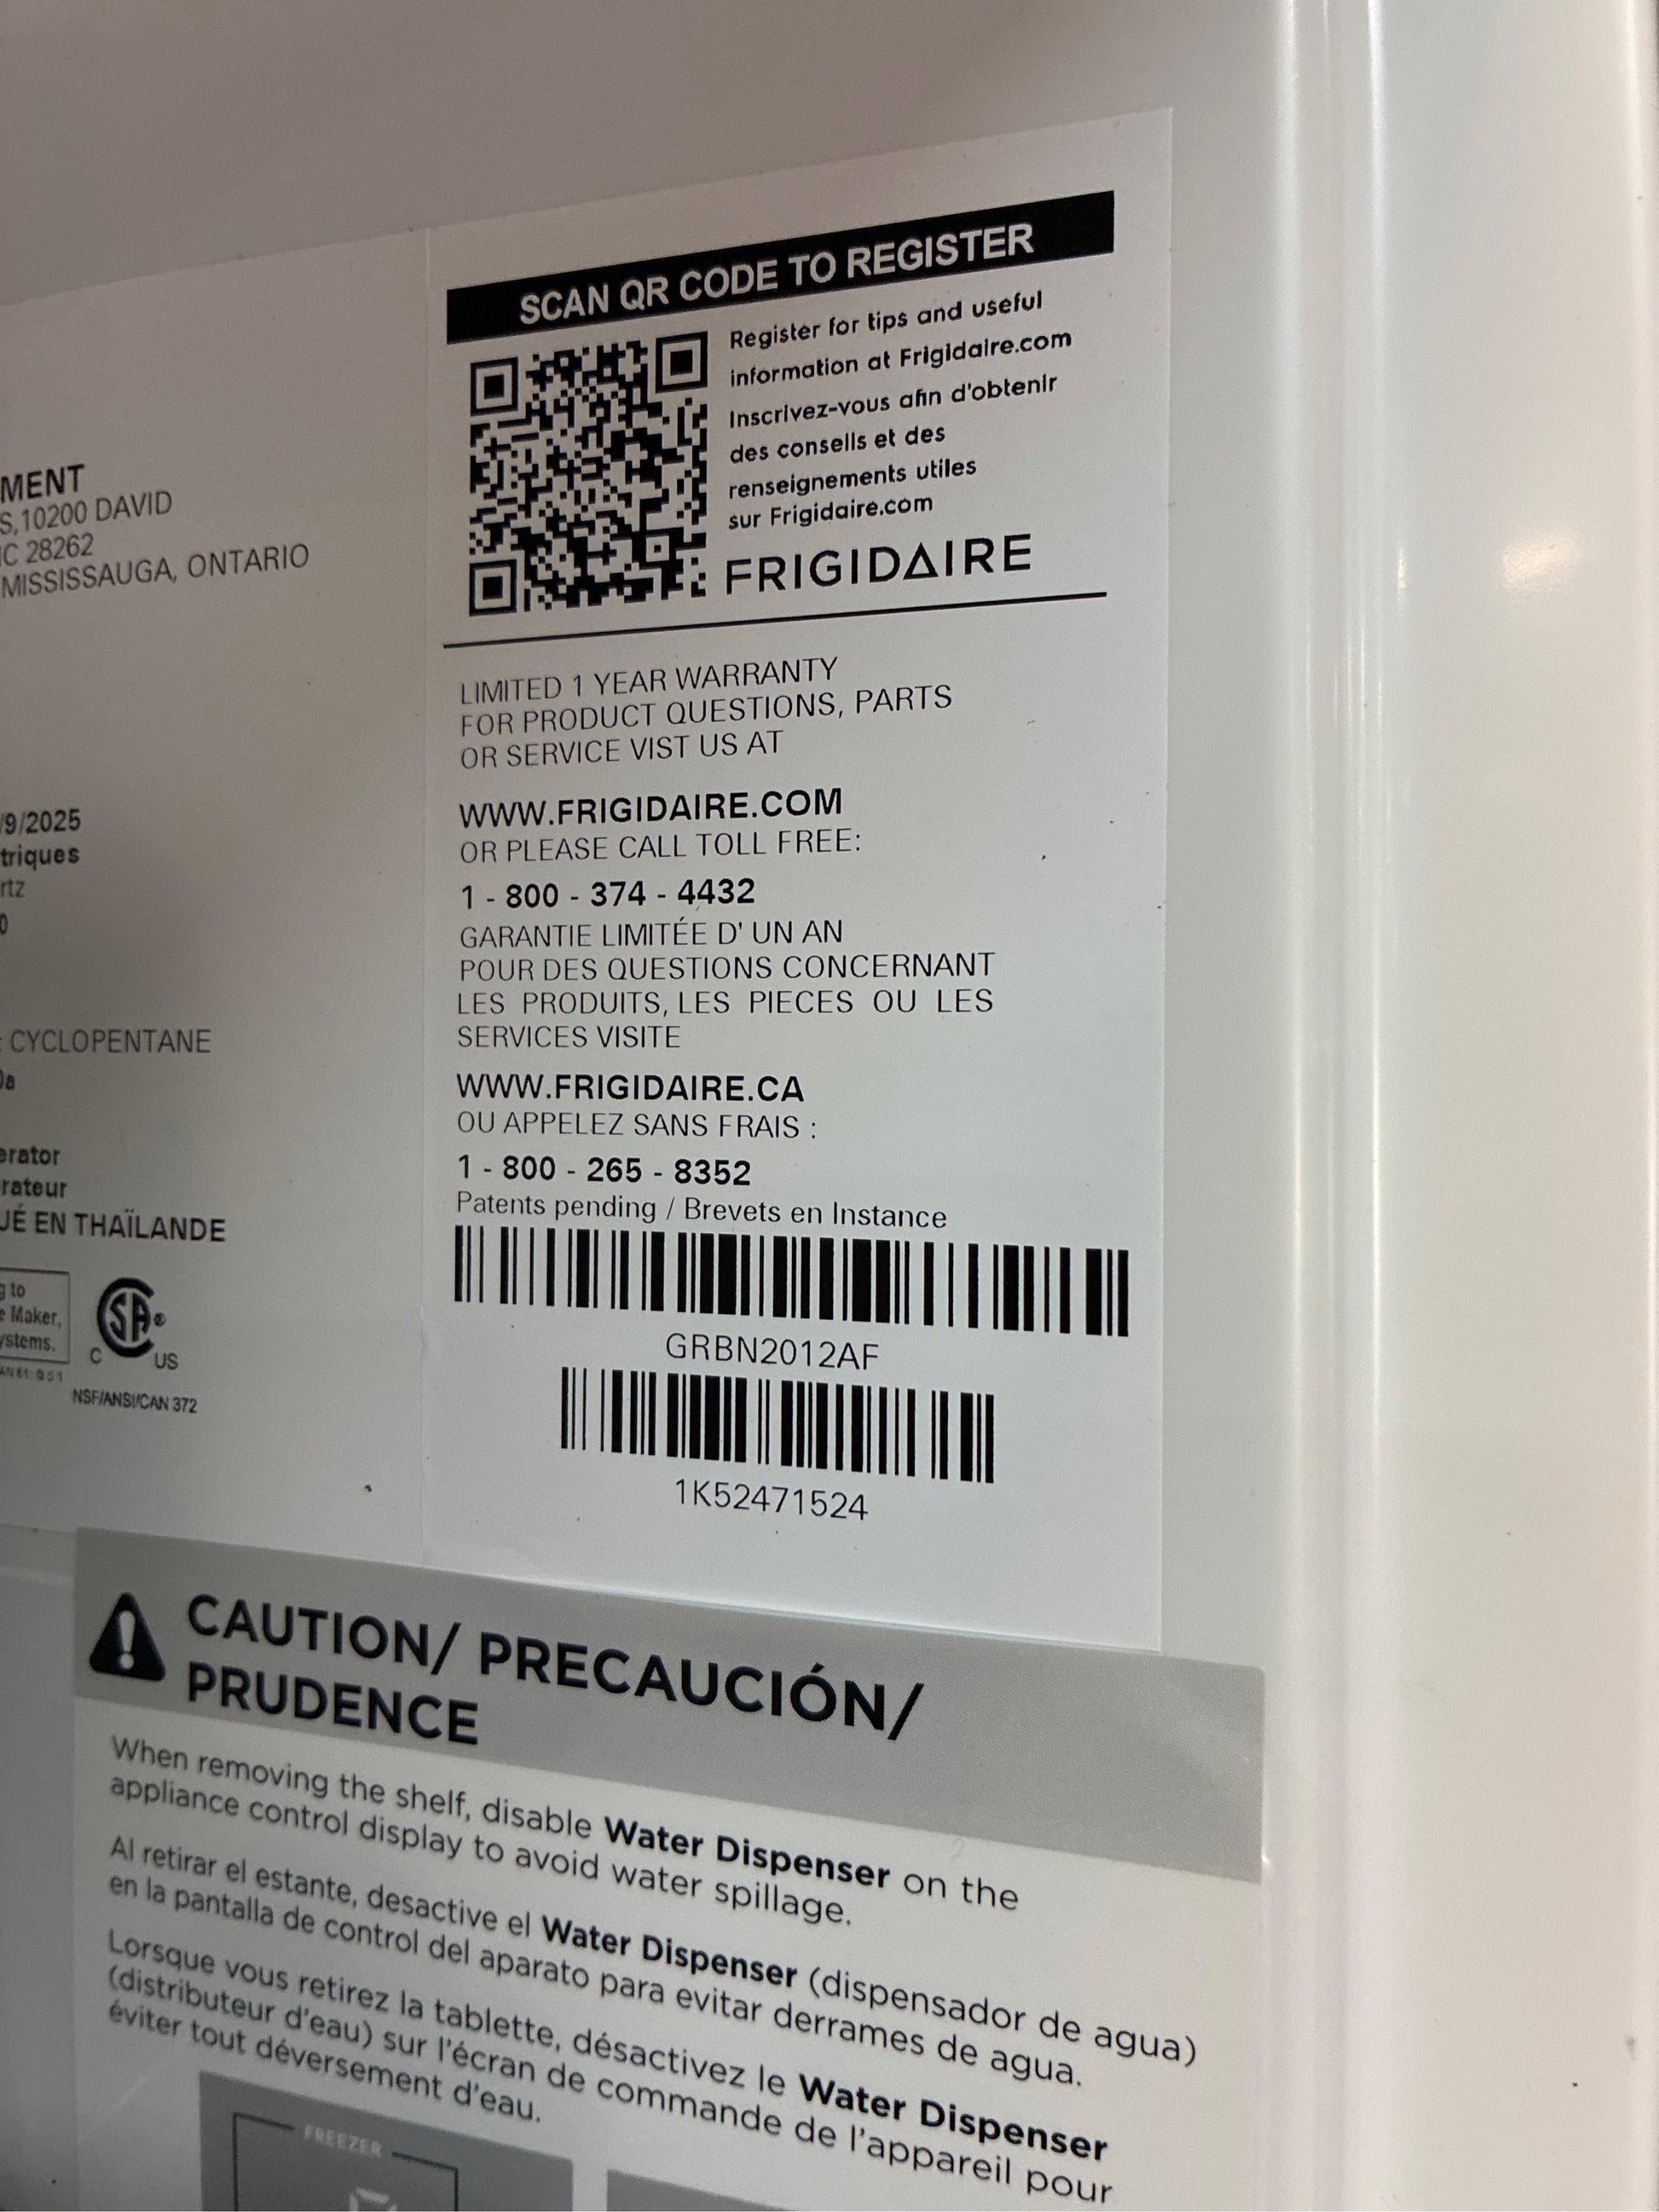 MENT
S, 10200 DAVID
C 28262
MISSISSAUGA, ONTARIO
/9/2025
triques
rtz
0
: CYCLOPENTANE
erator
rateur
UÉ EN THAÏLANDE
g to
e Maker,
ystems.
SA®
C US
NSF/ANSI/CAN 372
SCAN QR CODE TO REGISTER
Register for tips and useful
information at Frigidaire.com
Inscrivez-vous afin d'obtenir
des conseils et des
renseignements utiles
sur Frigidaire.com
FRIGIDAIRE
LIMITED 1 YEAR WARRANTY
FOR PRODUCT QUESTIONS, PARTS
OR SERVICE VIST US AT
WWW.FRIGIDAIRE.COM
OR PLEASE CALL TOLL FREE:
1 - 800 - 374 - 4432
GARANTIE LIMITÉE D' UN AN
POUR DES QUESTIONS CONCERNANT
LES PRODUITS, LES PIECES OU LES
SERVICES VISITE
WWW.FRIGIDAIRE.CA
OU APPELEZ SANS FRAIS :
1 - 800 - 265 - 8352
Patents pending / Brevets en Instance
GRBN2012AF
1K52471524
CAUTION/ PRECAUCIÓN/
PRUDENCE
When removing the shelf, disable Water Dispenser on the
appliance control display to avoid water spillage.
Al retirar el estante, desactive el Water Dispenser (dispensador de agua)
en la pantalla de control del aparato para evitar derrames de agua.
Lorsque vous retirez la tablette, désactivez le Water Dispenser
(distributeur d'eau) sur l'écran de commande de l'appareil pour
éviter tout déversement d'eau.
FREEZER